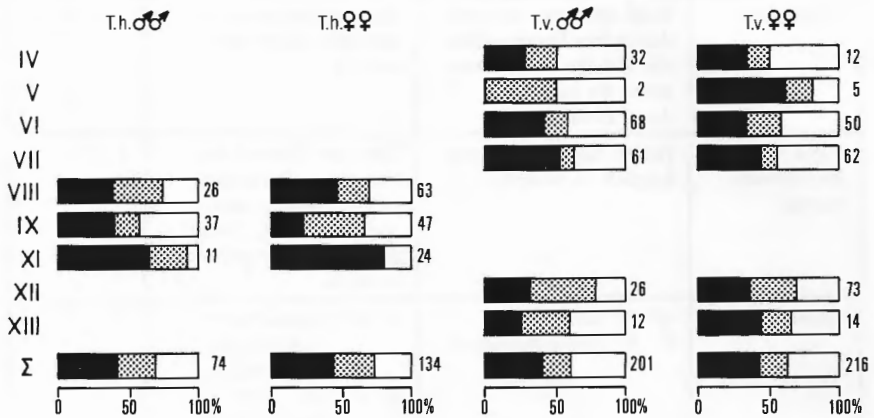 T.h.♂♂ T.h.♀♀ T.v.♂♂ T.v.♀♀
IV 32 12
V 2 5
VI 68 50
VII 61 62
VIII 26 63
IX 37 47
XI 11 24
XII 26 73
XIII 12 14
Σ 74 134 201 216
0 50 100% 0 50 100% 0 50 100% 0 50 100%